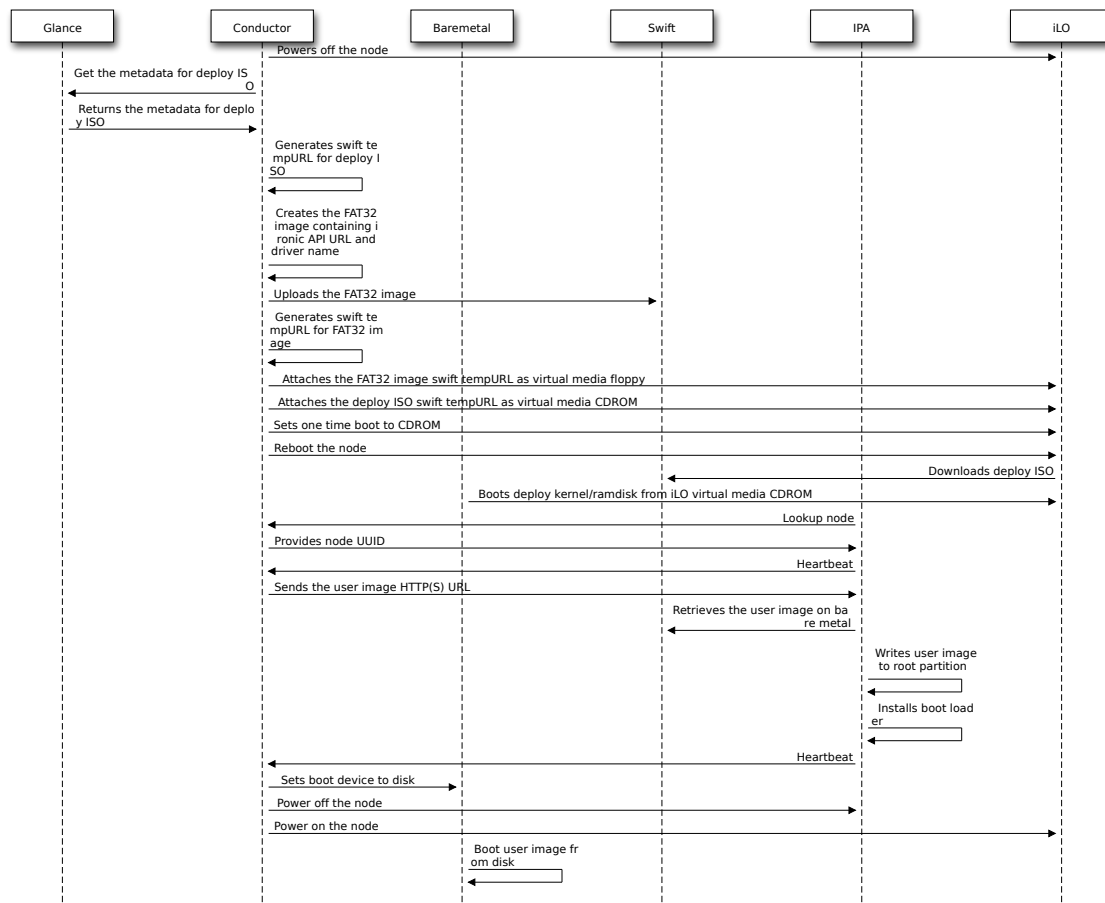 Glance
Conductor
Baremetal
Swift
IPA
iLO
Powers off the node
Get the metadata for deploy IS
O
Returns the metadata for deplo
y ISO
Generates swift te
mpURL for deploy I
SO
Creates the FAT32
image containing i
ronic API URL and
driver name
Uploads the FAT32 image
Generates swift te
mpURL for FAT32 im
age
Attaches the FAT32 image swift tempURL as virtual media floppy
Attaches the deploy ISO swift tempURL as virtual media CDROM
Sets one time boot to CDROM
Reboot the node
Downloads deploy ISO
Boots deploy kernel/ramdisk from iLO virtual media CDROM
Lookup node
Provides node UUID
Heartbeat
Sends the user image HTTP(S) URL
Retrieves the user image on ba
re metal
Writes user image
to root partition
Installs boot load
er
Heartbeat
Sets boot device to disk
Power off the node
Power on the node
Boot user image fr
om disk